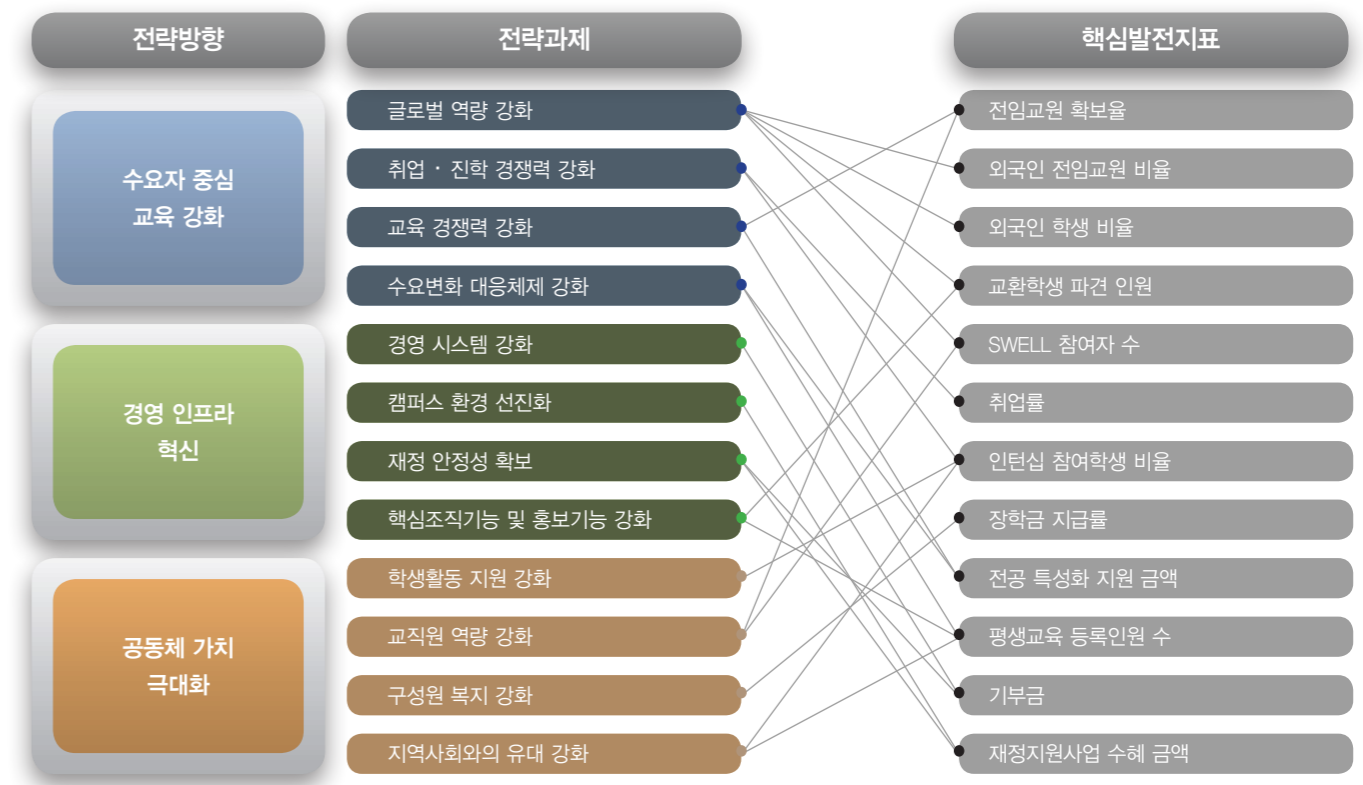 전략방향
전략과제
핵심발전지표
수요자 중심
교육 강화
글로벌 역량 강화
취업 · 진학 경쟁력 강화
교육 경쟁력 강화
수요변화 대응체제 강화
경영 인프라
혁신
경영 시스템 강화
캠퍼스 환경 선진화
재정 안정성 확보
핵심조직기능 및 홍보기능 강화
공동체 가치
극대화
학생활동 지원 강화
교직원 역량 강화
구성원 복지 강화
지역사회와의 유대 강화
전임교원 확보율
외국인 전임교원 비율
외국인 학생 비율
교환학생 파견 인원
SWELL 참여자 수
취업률
인턴십 참여학생 비율
장학금 지급률
전공 특성화 지원 금액
평생교육 등록인원 수
기부금
재정지원사업 수혜 금액